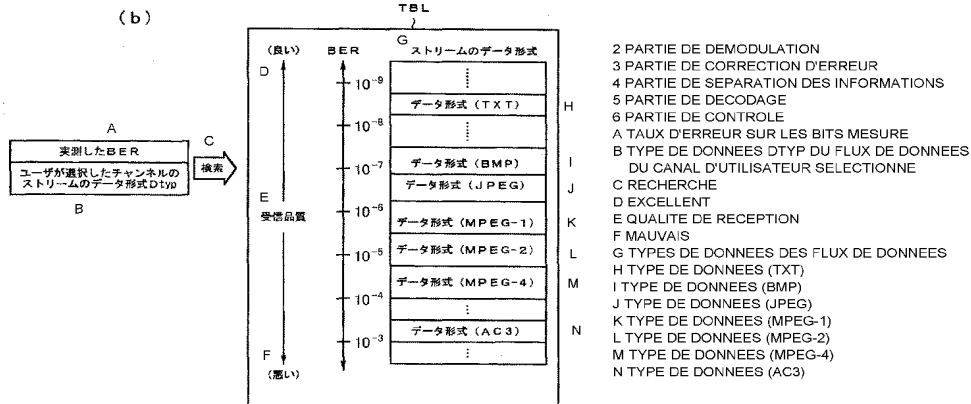 (b)
TBL
G
(良い)
BER
ストリームのデータ形式
D
10-9
データ形式 (TXT)
H
10-8
A
実測したBER
C
検索
ユーザが選択したチャンネルの
ストリームのデータ形式Dtyp
B
10-7
データ形式 (BMP)
I
データ形式 (JPEG)
J
E
受信品質
10-6
データ形式 (MPEG-1)
K
データ形式 (MPEG-2)
L
10-5
データ形式 (MPEG-4)
M
10-4
データ形式 (AC3)
N
10-3
F
(悪い)
2 PARTIE DE DEMODULATION
3 PARTIE DE CORRECTION D'ERREUR
4 PARTIE DE SEPARATION DES INFORMATIONS
5 PARTIE DE DECODAGE
6 PARTIE DE CONTROLE
A TAUX D'ERREUR SUR LES BITS MESURE
B TYPE DE DONNEES DTYP DU FLUX DE DONNEES
DU CANAL D'UTILISATEUR SELECTIONNE
C RECHERCHE
D EXCELLENT
E QUALITE DE RECEPTION
F MAUVAIS
G TYPES DE DONNEES DES FLUX DE DONNEES
H TYPE DE DONNEES (TXT)
I TYPE DE DONNEES (BMP)
J TYPE DE DONNEES (JPEG)
K TYPE DE DONNEES (MPEG-1)
L TYPE DE DONNEES (MPEG-2)
M TYPE DE DONNEES (MPEG-4)
N TYPE DE DONNEES (AC3)